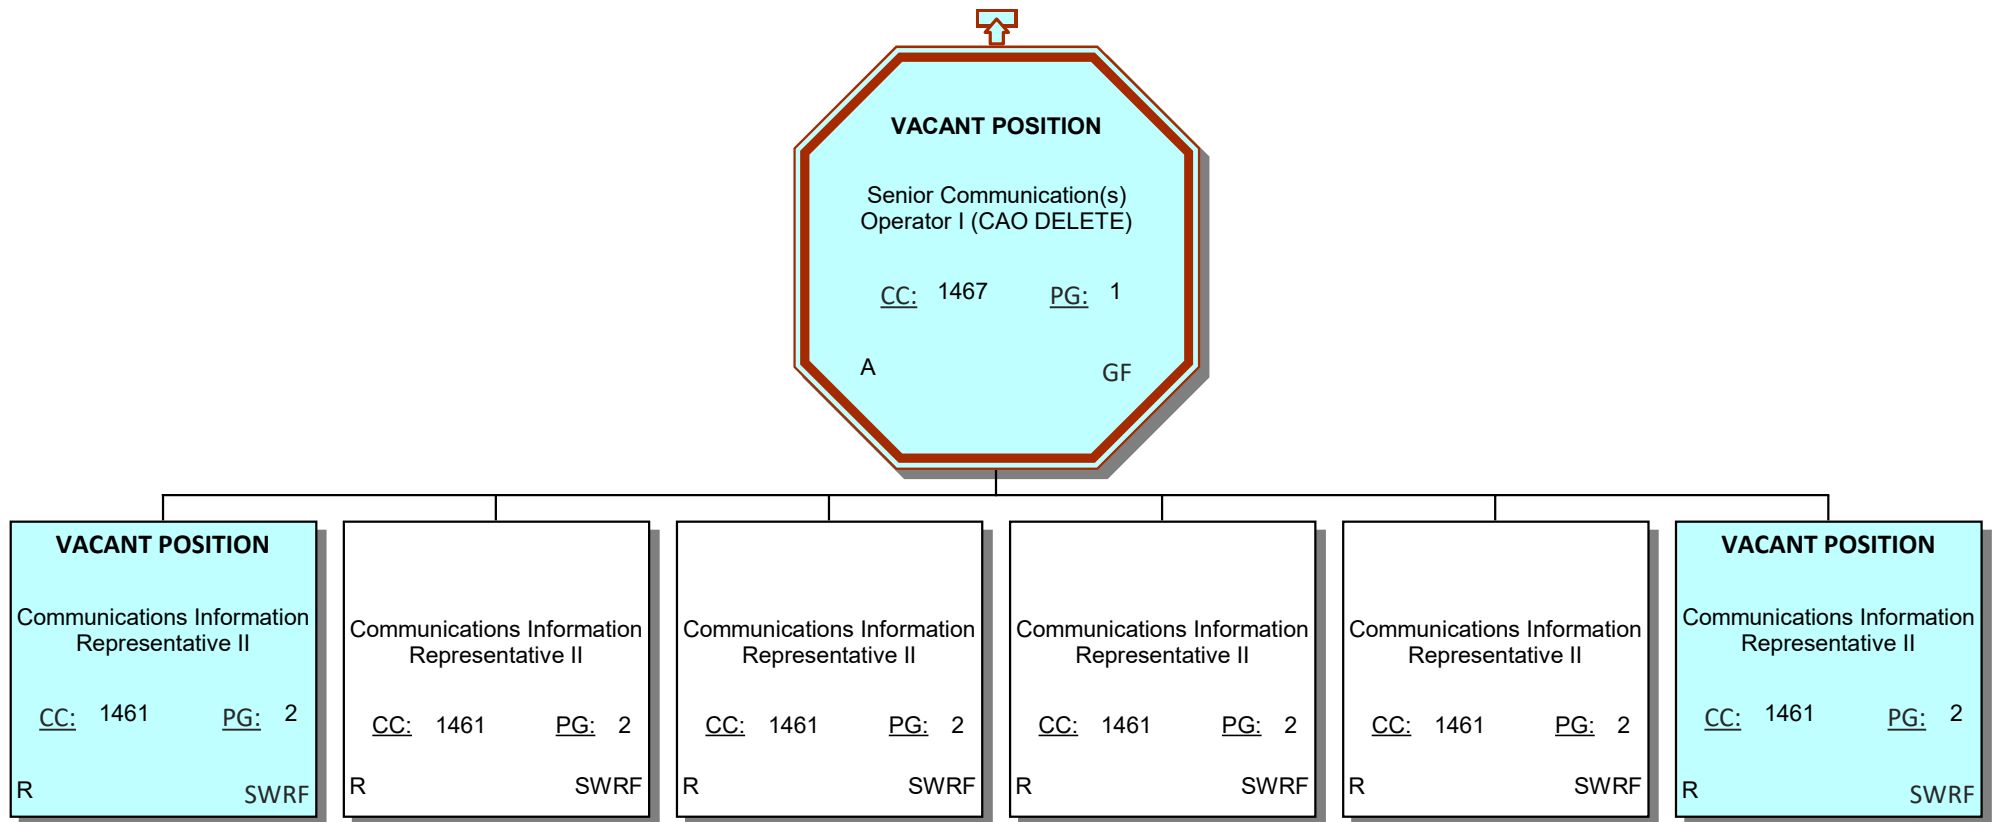 VACANT POSITION
Senior Communication(s)
Operator I (CAO DELETE)
CC: 1467 PG: 1
A GF
VACANT POSITION
Communications Information
Representative II
CC: 1461 PG: 2
R SWRF
Communications Information
Representative II
CC: 1461 PG: 2
R SWRF
Communications Information
Representative II
CC: 1461 PG: 2
R SWRF
Communications Information
Representative II
CC: 1461 PG: 2
R SWRF
Communications Information
Representative II
CC: 1461 PG: 2
R SWRF
VACANT POSITION
Communications Information
Representative II
CC: 1461 PG: 2
R SWRF